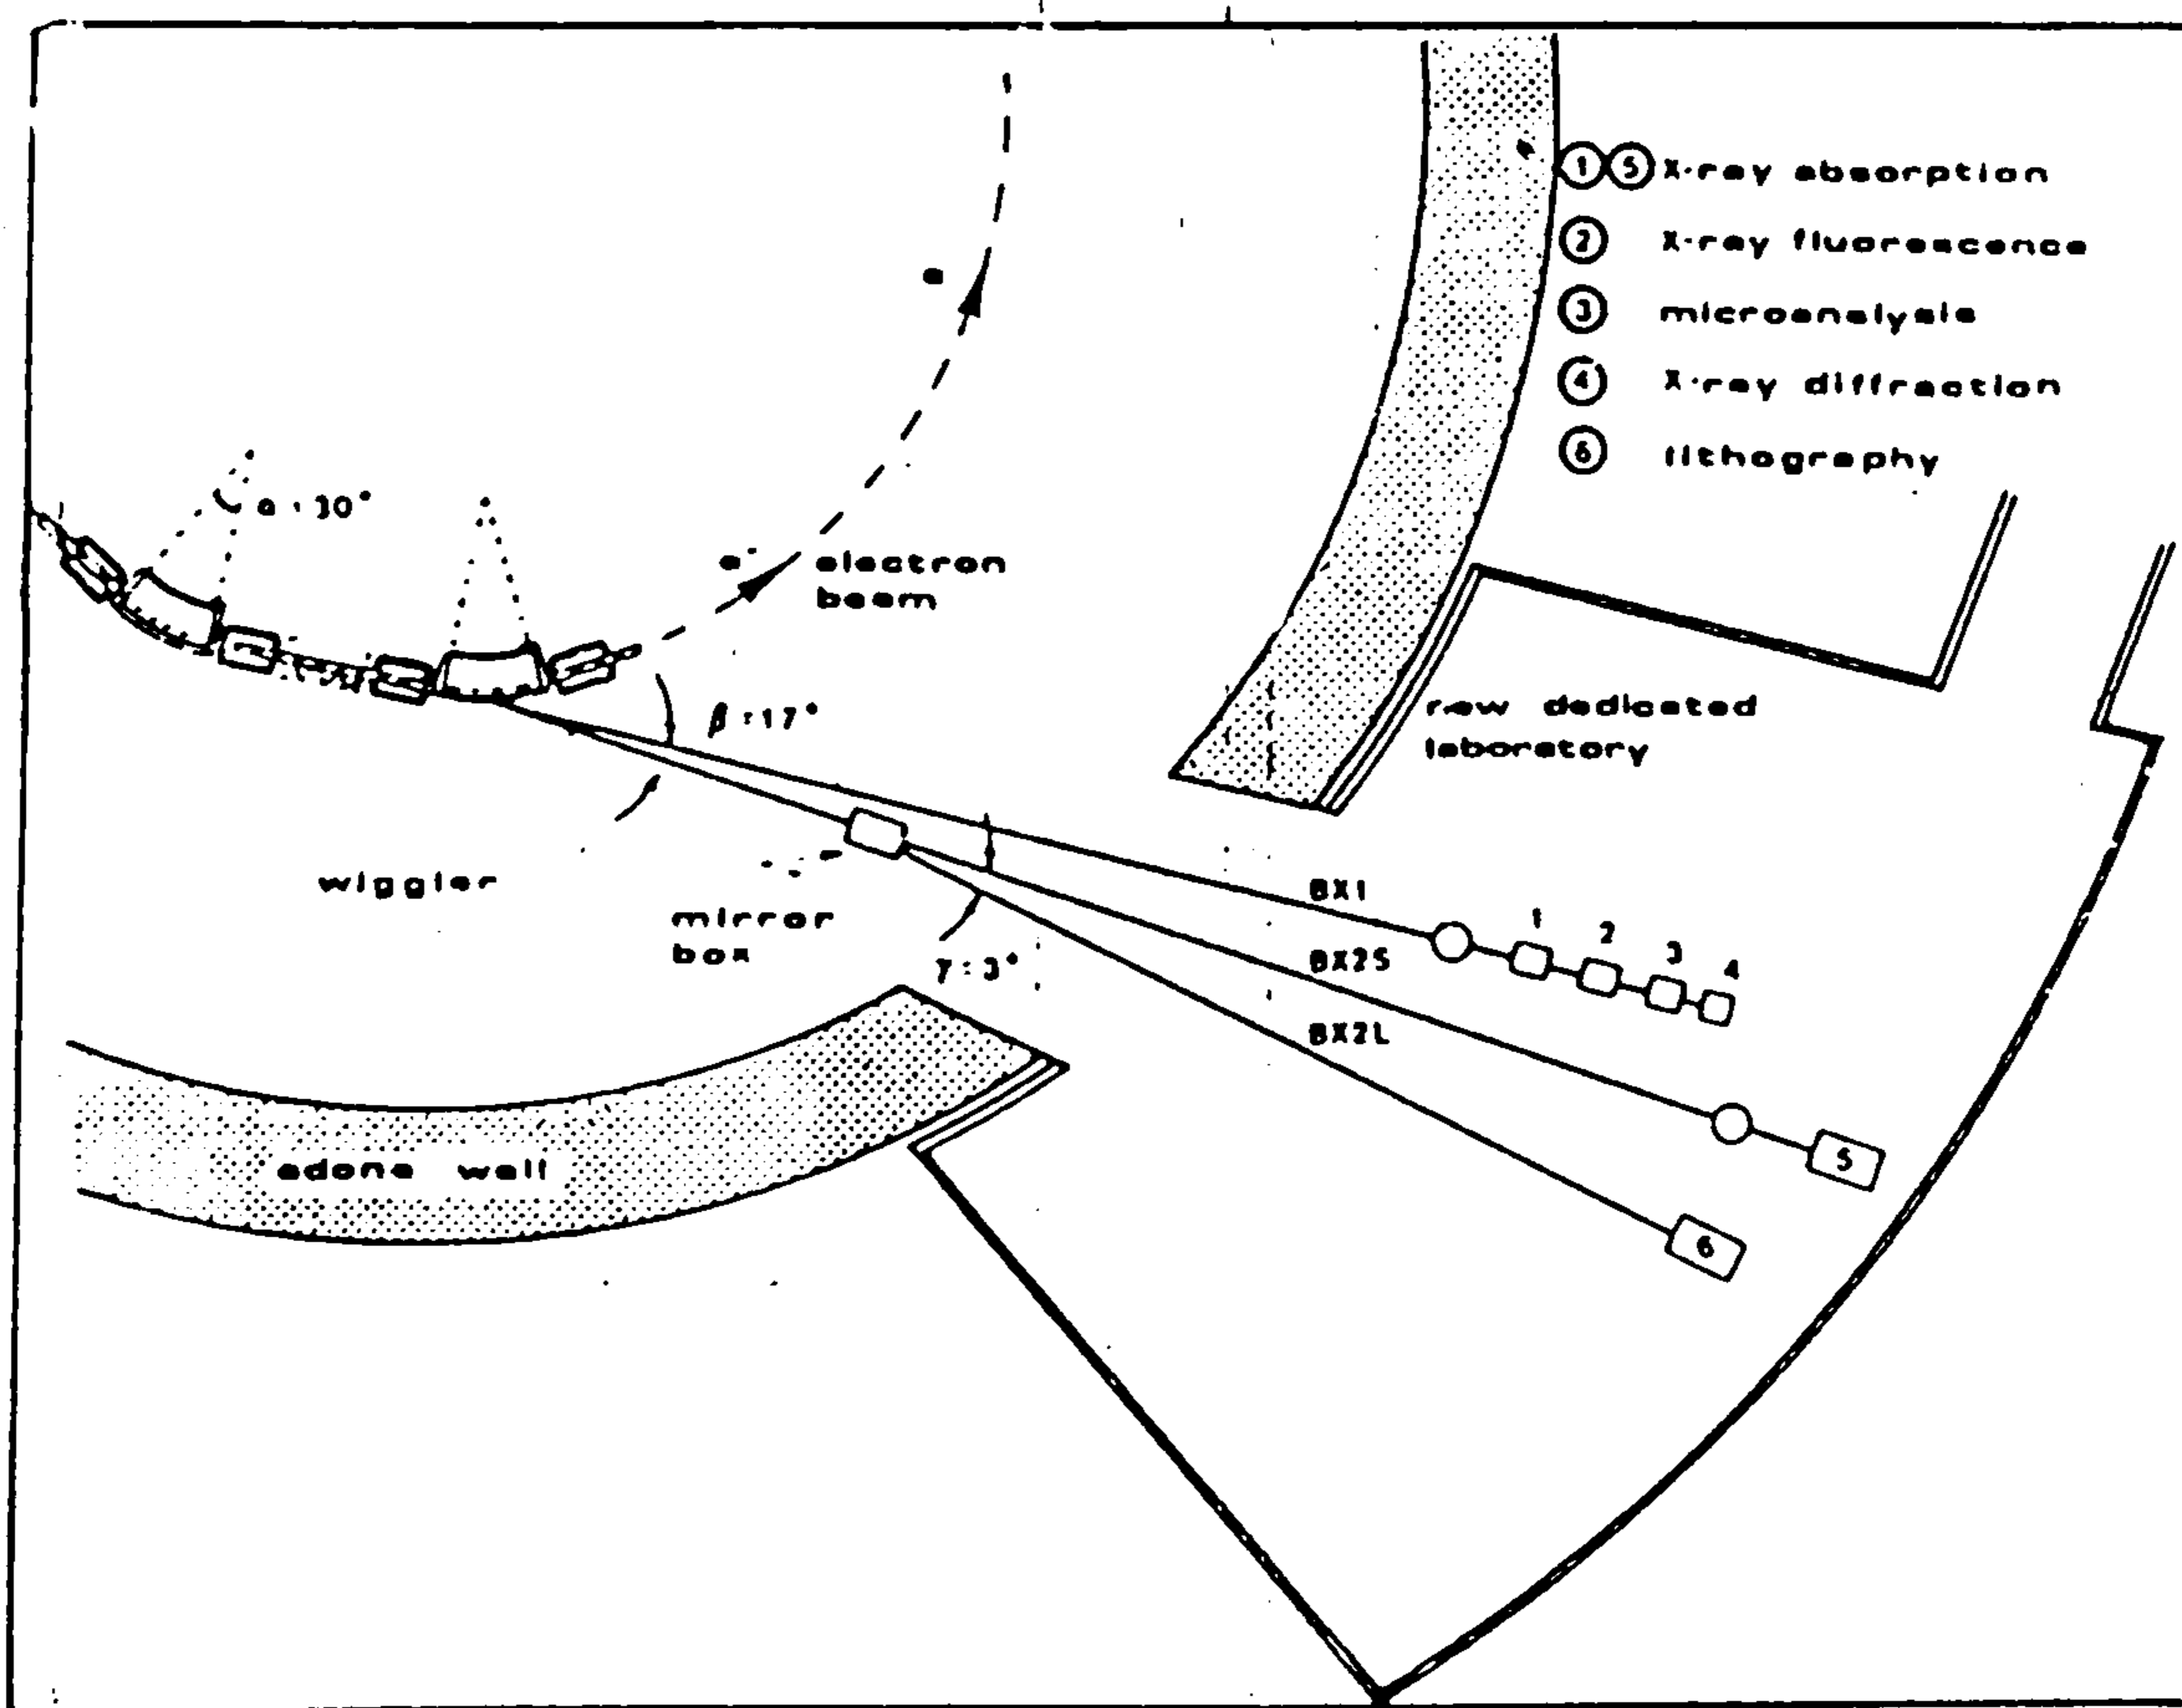 ① ⑤ X-ray absorption
② X-ray fluorescence
③ microanalysis
④ X-ray diffraction
⑥ lithography
α : 30°
e⁻ electron
beam
β = 17°
new dedicated
laboratory
wiggler
mirror
box
γ = 3°
BX1
BX2S
BX2L
1
2
3
4
5
6
adone wall